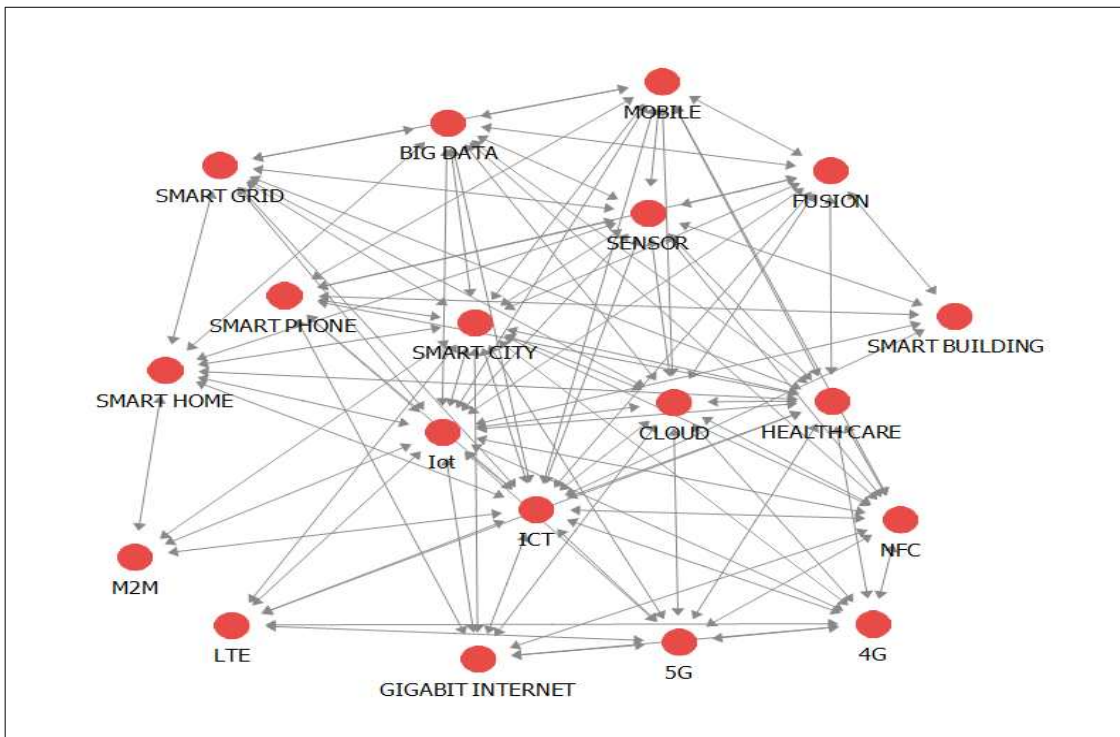 MOBILE
BIG DATA
SMART GRID
FUSION
SENSOR
SMART PHONE
SMART CITY
SMART BUILDING
SMART HOME
CLOUD
HEALTH CARE
Iot
ICT
NFC
M2M
LTE
4G
5G
GIGABIT INTERNET